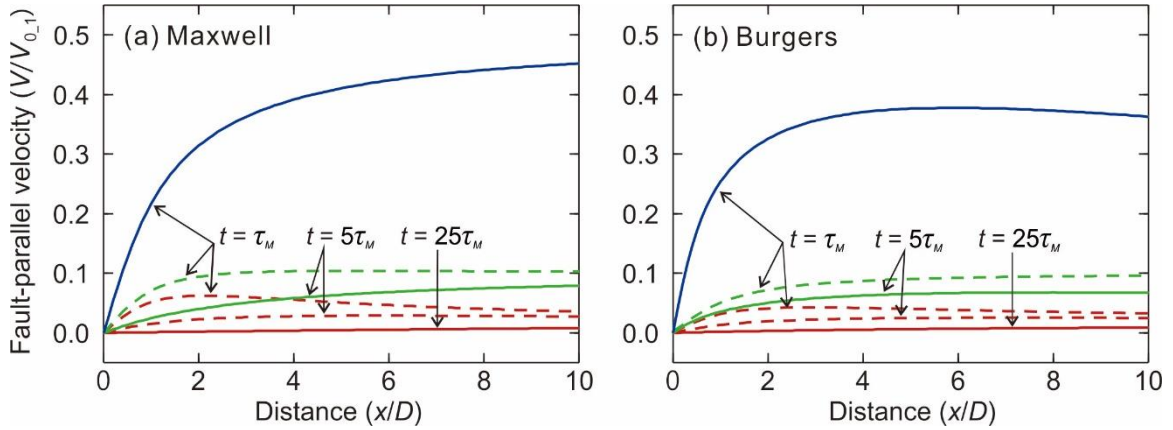 Fault-parallel velocity (V/V0_1)
0.5
0.4
0.3
0.2
0.1
0.0
(a) Maxwell
t = τM
t = 5τM
t = 25τM
0
2
4
6
8
10
Distance (x/D)
0.5
0.4
0.3
0.2
0.1
0.0
(b) Burgers
t = τM
t = 5τM
t = 25τM
0
2
4
6
8
10
Distance (x/D)